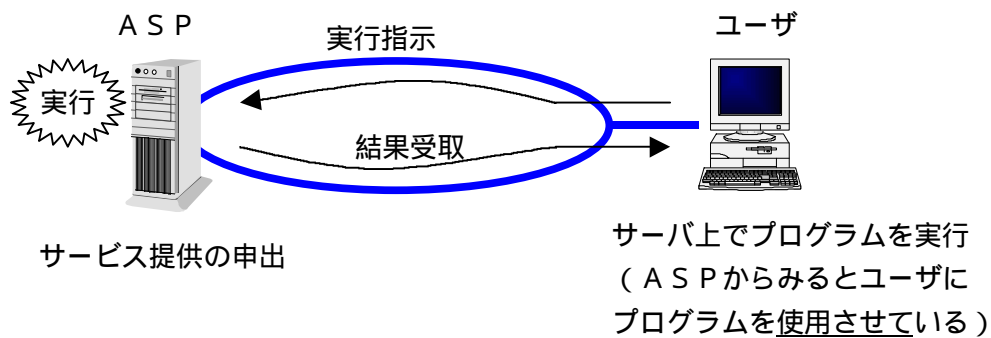 ＡＳＰ
ユーザ
実行指示
実行
結果受取
サービス提供の申出
サーバ上でプログラムを実行
（ＡＳＰからみるとユーザに
プログラムを使用させている）